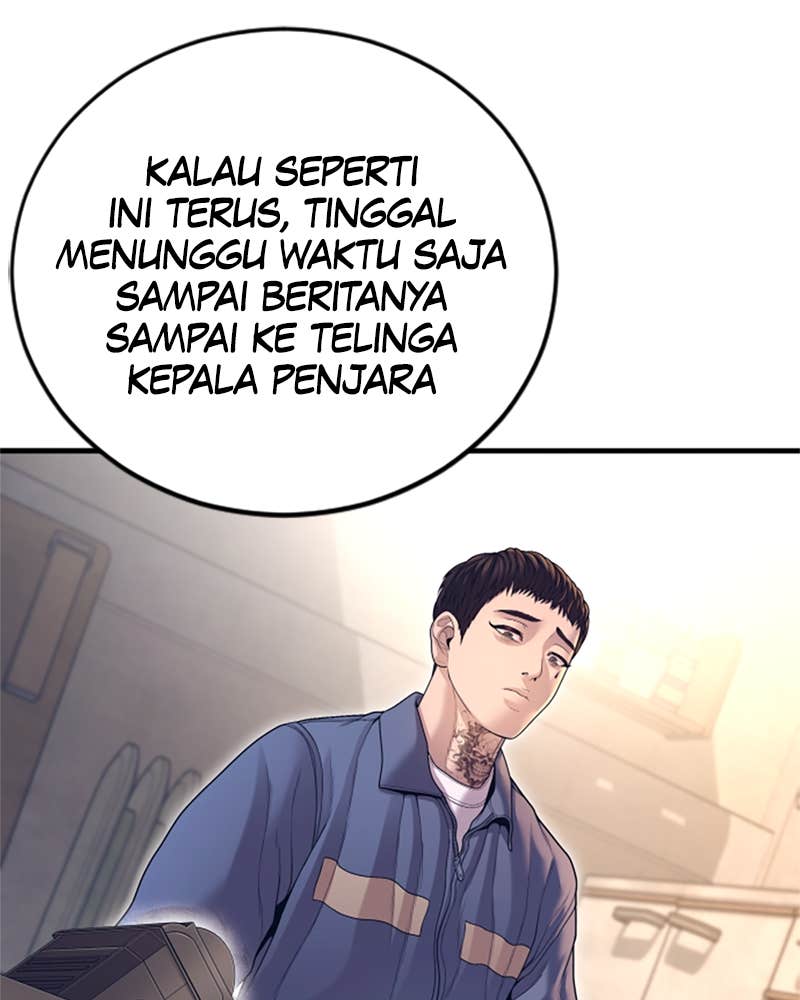 KALAU SEPERTI
INI TERUS, TINGGAL
MENUNGGU WAKTU SAJA
SAMPAI BERITANYA
SAMPAI KE TELINGA
KEPALA PENJARA